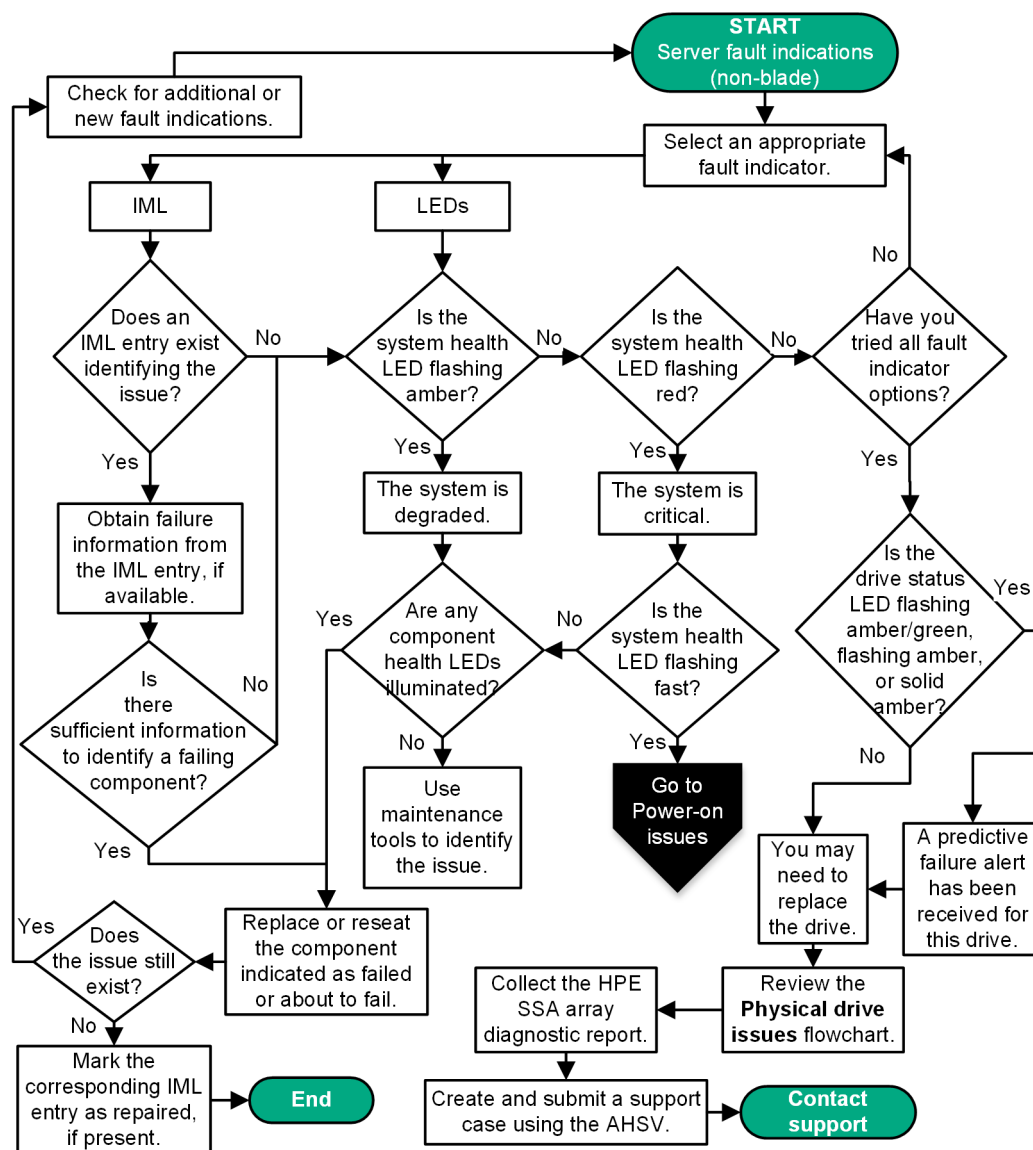 START
Server fault indications
(non-blade)
Check for additional or
new fault indications.
Select an appropriate
fault indicator.
IML
LEDs
No
Does an
IML entry exist
identifying the
issue?
No
Is the
system health
LED flashing
amber?
No
Is the
system health
LED flashing
red?
No
Have you
tried all fault
indicator
options?
Yes
Yes
Yes
Yes
Obtain failure
information from
the IML entry, if
available.
The system is
degraded.
The system is
critical.
Is the
drive status
LED flashing
amber/green,
flashing amber,
or solid
amber?
Yes
Yes
Are any
component
health LEDs
illuminated?
No
Is the
system health
LED flashing
fast?
Is
there
sufficient information
to identify a failing
component?
No
No
Yes
No
Yes
Use
maintenance
tools to identify
the issue.
Go to
Power-on
issues
You may
need to
replace
the drive.
A predictive
failure alert
has been
received for
this drive.
Yes
Does
the issue still
exist?
Replace or reseat
the component
indicated as failed
or about to fail.
No
Collect the HPE
SSA array
diagnostic report.
Review the
Physical drive
issues flowchart.
Mark the
corresponding IML
entry as repaired,
if present.
End
Create and submit a support
case using the AHSV.
Contact
support